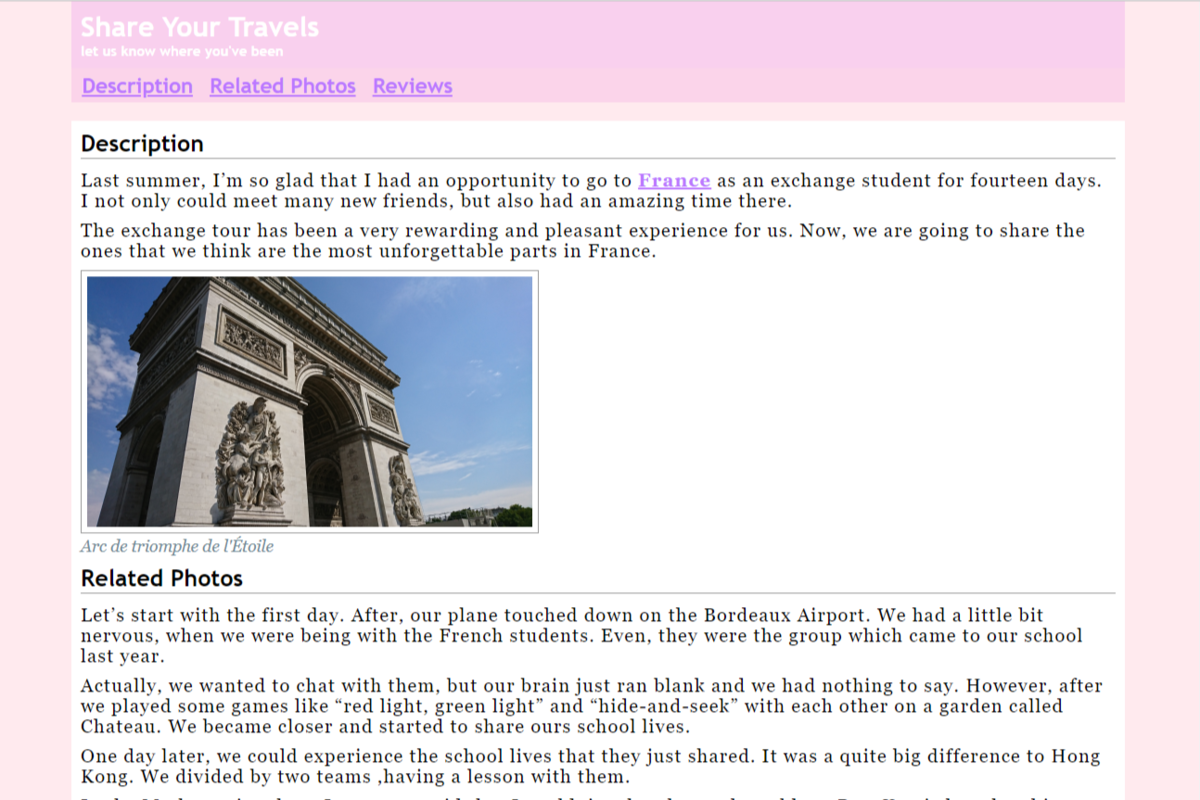 Share Your Travels
let us know where you've been
Description Related Photos Reviews
Description
Last summer, I’m so glad that I had an opportunity to go to France as an exchange student for fourteen days.
I not only could meet many new friends, but also had an amazing time there.
The exchange tour has been a very rewarding and pleasant experience for us. Now, we are going to share the
ones that we think are the most unforgettable parts in France.
Arc de triomphe de l'Étoile
Related Photos
Let’s start with the first day. After, our plane touched down on the Bordeaux Airport. We had a little bit
nervous, when we were being with the French students. Even, they were the group which came to our school
last year.
Actually, we wanted to chat with them, but our brain just ran blank and we had nothing to say. However, after
we played some games like “red light, green light” and “hide-and-seek” with each other on a garden called
Chateau. We became closer and started to share ours school lives.
One day later, we could experience the school lives that they just shared. It was a quite big difference to Hong
Kong. We divided by two teams ,having a lesson with them.